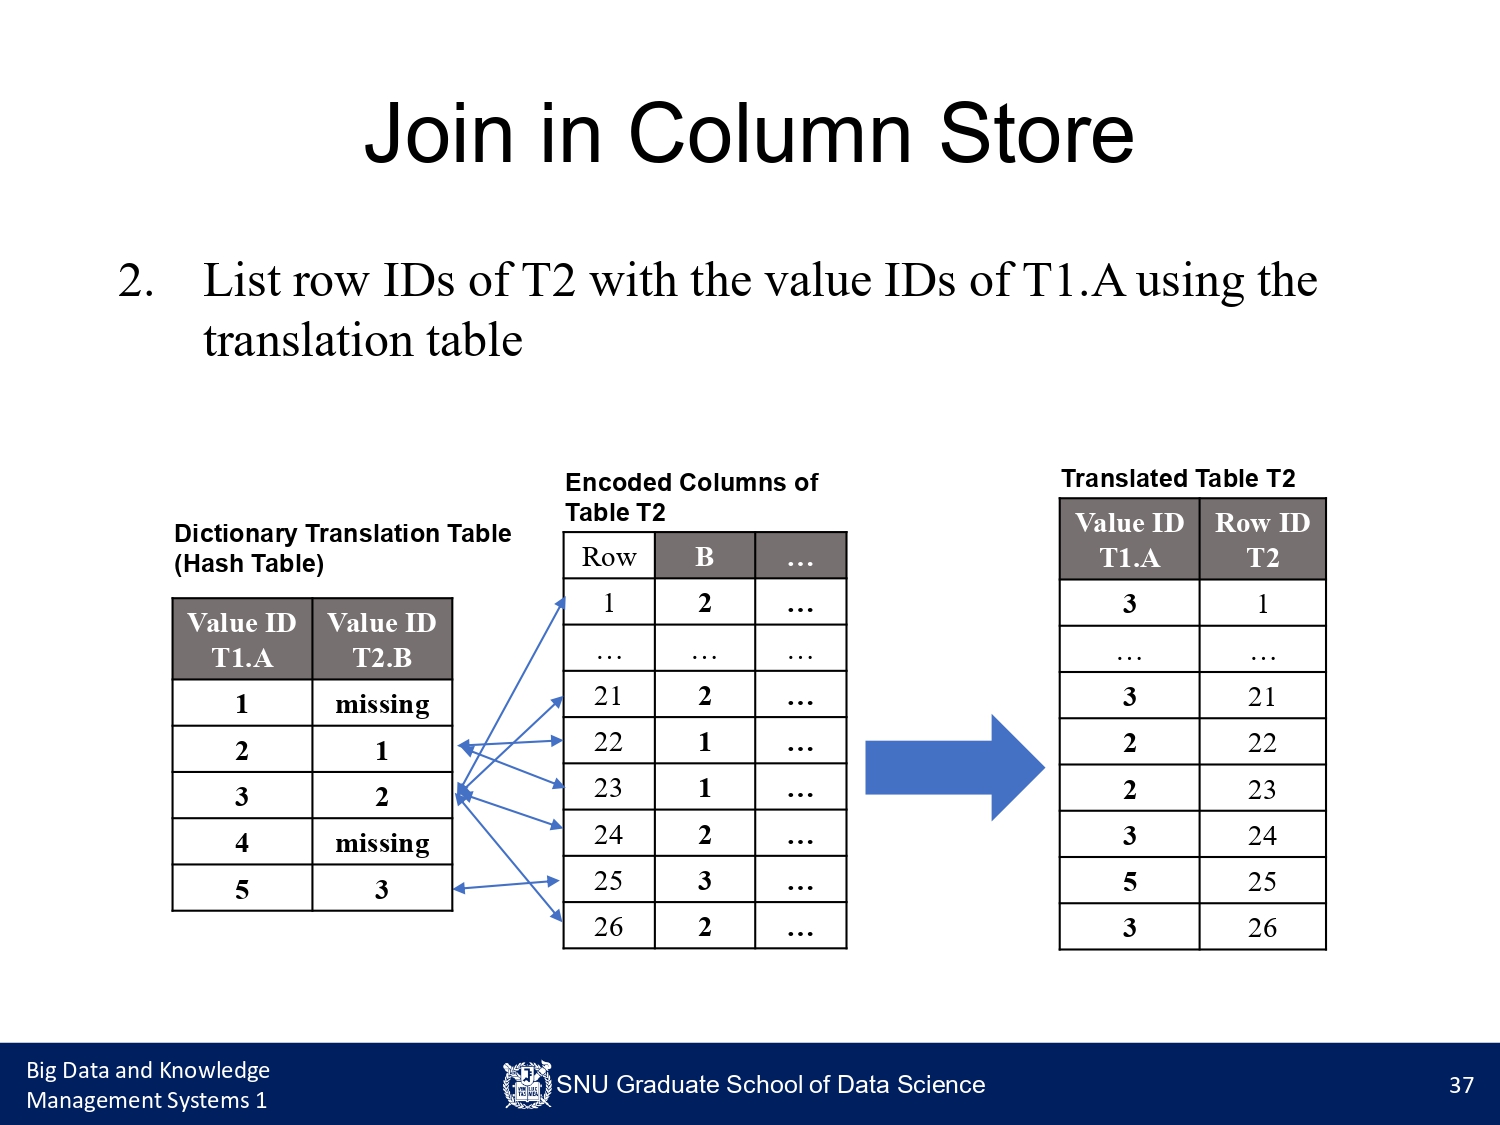 Join in Column Store
2. List row IDs of T2 with the value IDs of T1.A using the
translation table
Dictionary Translation Table
(Hash Table)
Value ID T1.A Value ID T2.B
1 missing
2 1
3 2
4 missing
5 3
Encoded Columns of
Table T2
Row B …
1 2 …
… … …
21 2 …
22 1 …
23 1 …
24 2 …
25 3 …
26 2 …
Translated Table T2
Value ID T1.A Row ID T2
3 1
… …
3 21
2 22
2 23
3 24
5 25
3 26
Big Data and Knowledge
Management Systems 1
SNU Graduate School of Data Science
37